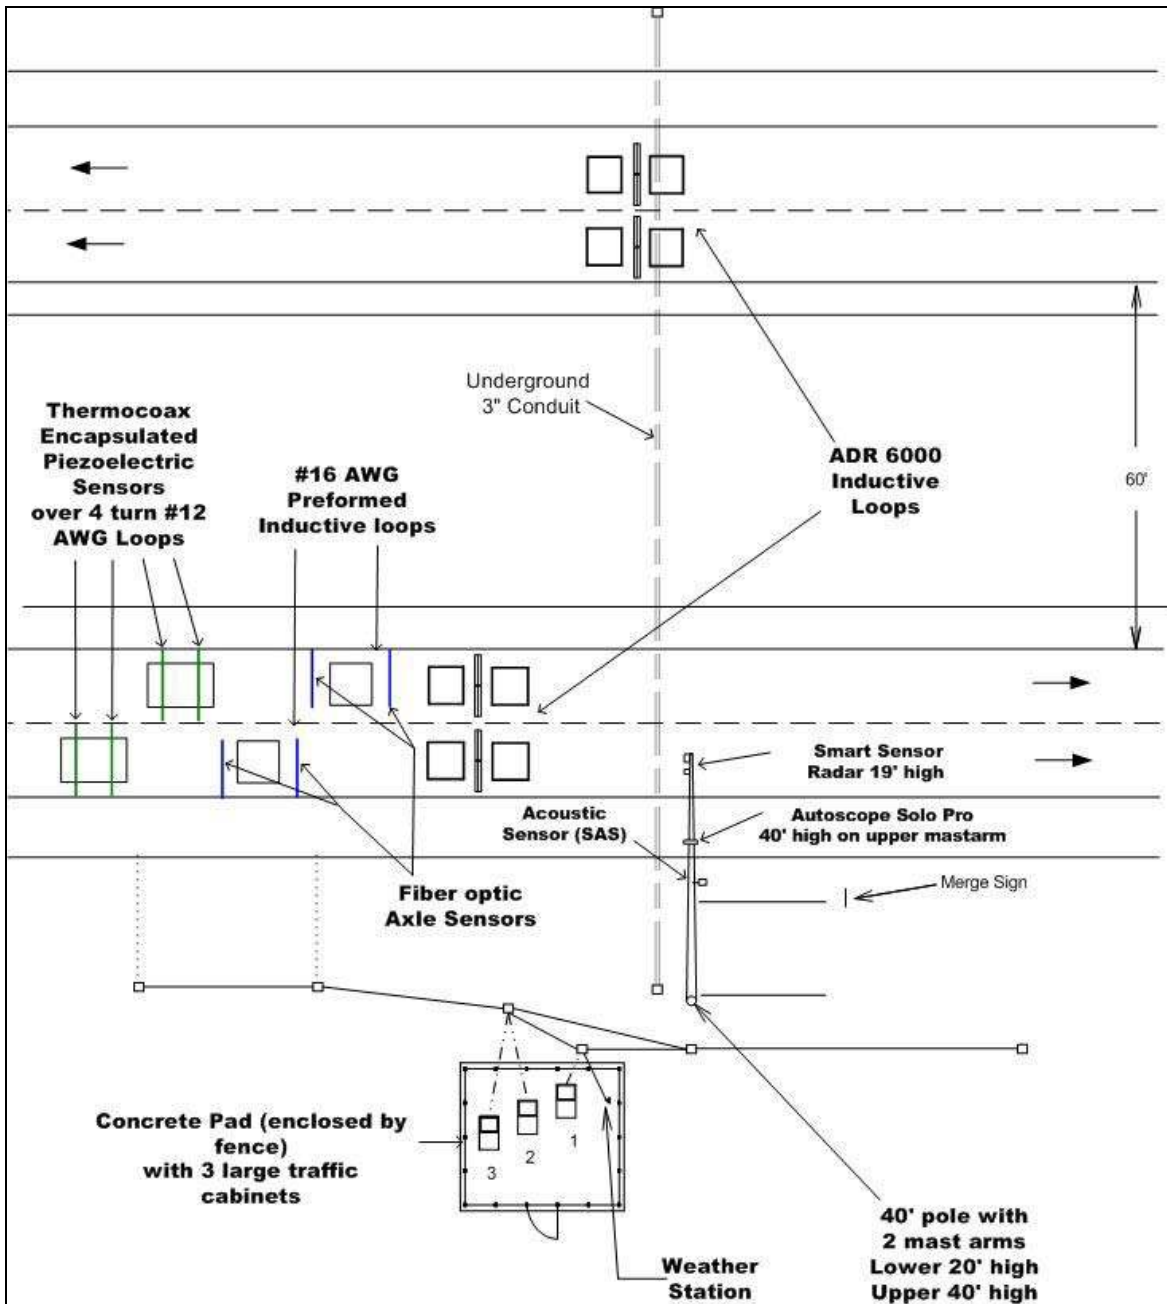 Underground
3" Conduit
Thermocoax
Encapsulated
Piezoelectric
Sensors
over 4 turn #12
AWG Loops
#16 AWG
Preformed
Inductive loops
ADR 6000
Inductive
Loops
60'
Smart Sensor
Radar 19' high
Acoustic
Sensor (SAS)
Autoscope Solo Pro
40' high on upper mastarm
Merge Sign
Fiber optic
Axle Sensors
Concrete Pad (enclosed by
fence)
with 3 large traffic
cabinets
1
2
3
Weather
Station
40' pole with
2 mast arms
Lower 20' high
Upper 40' high